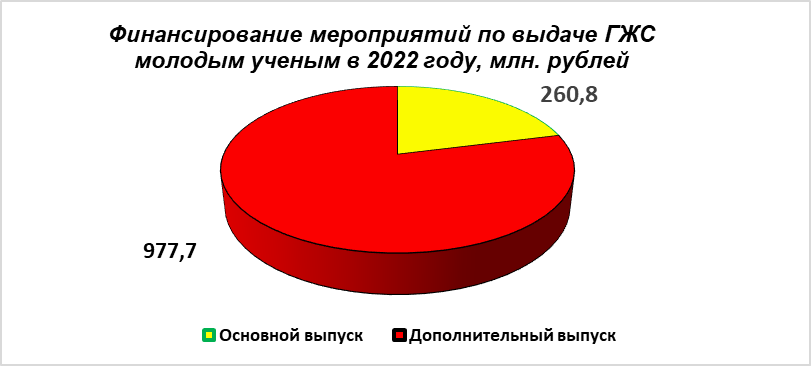 Финансирование мероприятий по выдаче ГЖС
молодым ученым в 2022 году, млн. рублей
260,8
977,7
Основной выпуск
Дополнительный выпуск